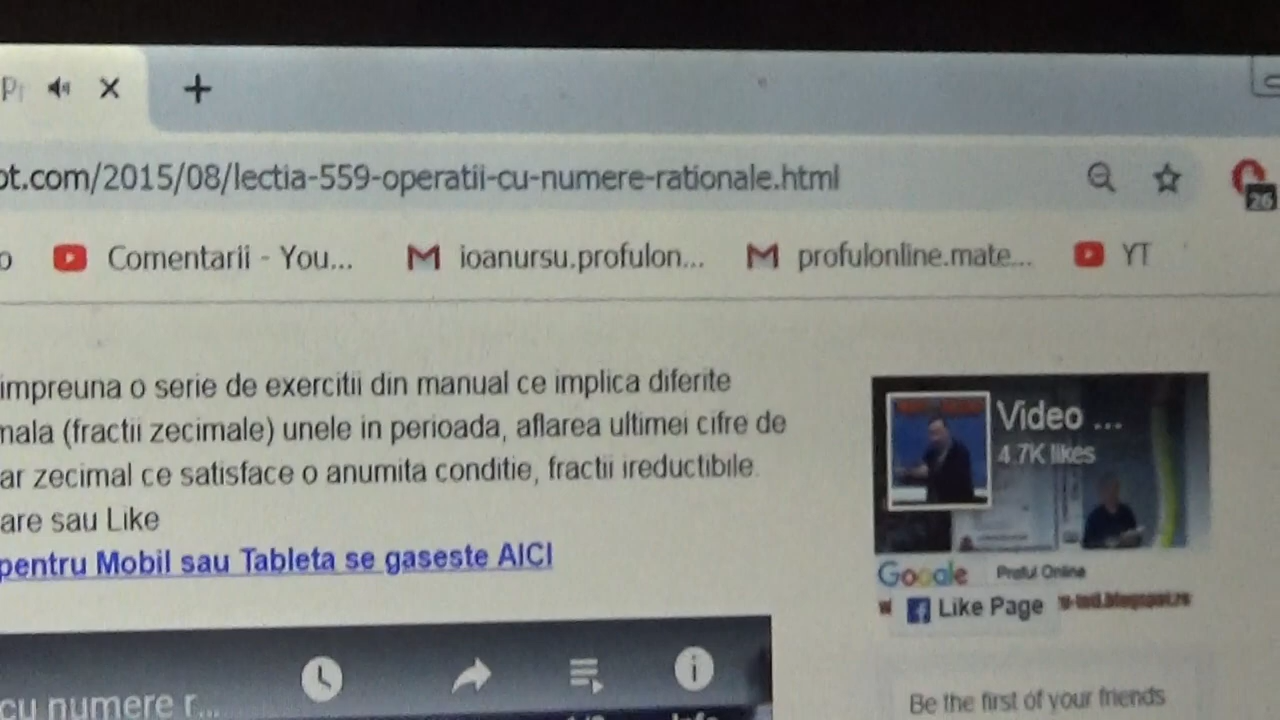 ot.com/2015/08/lectia-559-operatii-cu-numere-rationale.html
26
Comentarii - You... ioanursu.profulon... profulonline.mate... YT
impreuna o serie de exercitii din manual ce implica diferite
mala (fractii zecimale) unele in perioada, aflarea ultimei cifre de
ar zecimal ce satisface o anumita conditie, fractii ireductibile.
are sau Like
pentru Mobil sau Tableta se gaseste AICI
Video ...
4.7K likes
Google Proful Online
Like Page
cu numere r...
Be the first of your friends